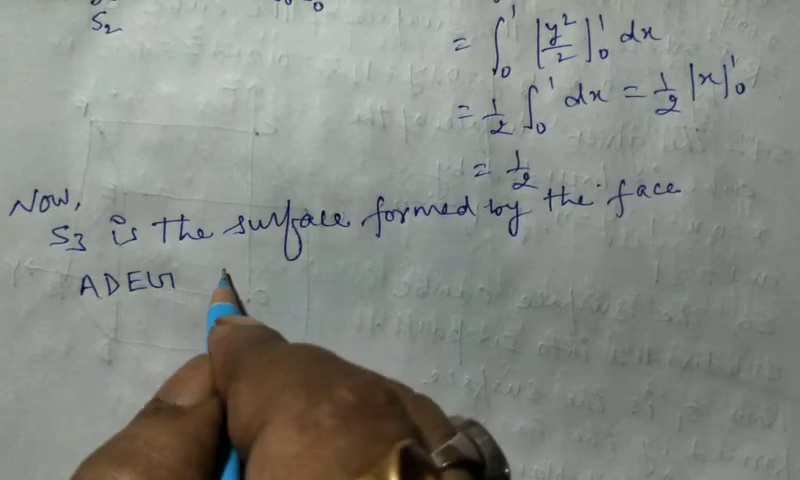 S₂
= ∫₀¹ [y²/2]₀¹ dx
= 1/2 ∫₀¹ dx = 1/2 |x|₀¹
= 1/2
Now,
S₃ is the surface formed by the face
ADEG